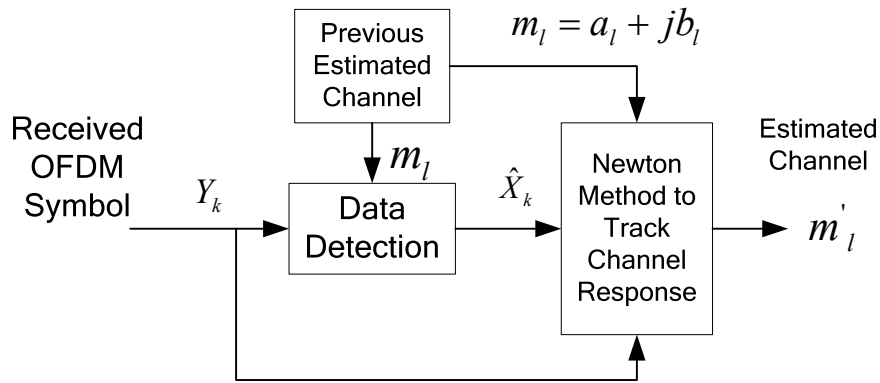 Previous
Estimated
Channel
m_l = a_l + jb_l
Received
OFDM
Symbol
Y_k
m_l
Data
Detection
\hat{X}_k
Newton
Method to
Track
Channel
Response
Estimated
Channel
m'_l